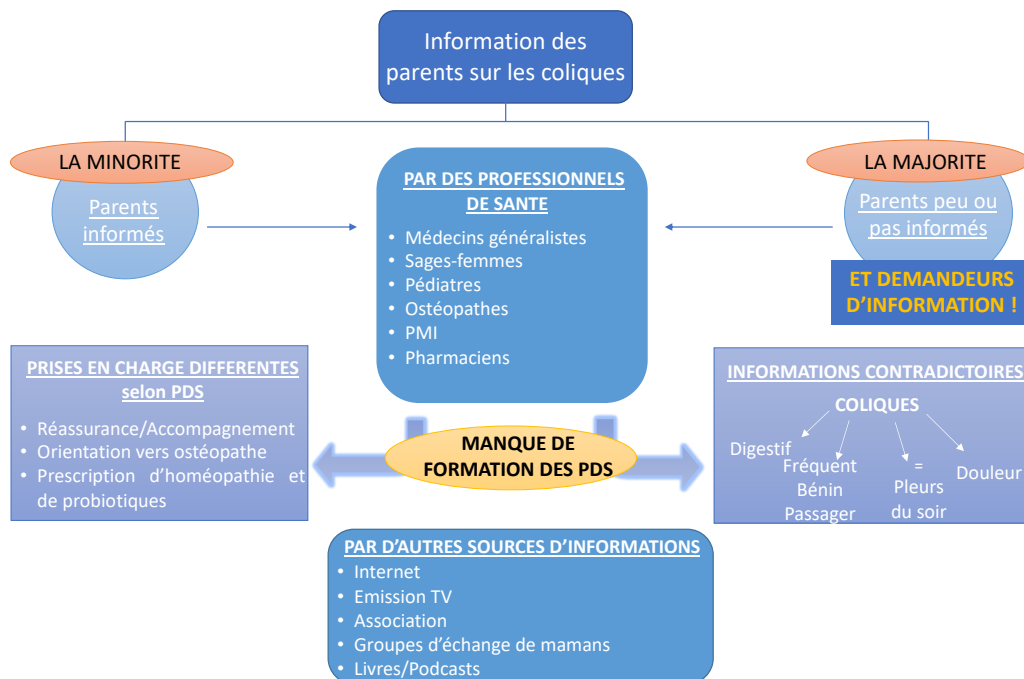 Information des
parents sur les coliques
LA MINORITE
Parents
informés
PAR DES PROFESSIONNELS
DE SANTE
• Médecins généralistes
• Sages-femmes
• Pédiatres
• Ostéopathes
• PMI
• Pharmaciens
LA MAJORITE
Parents peu ou
pas informés
ET DEMANDEURS
D’INFORMATION !
PRISES EN CHARGE DIFFERENTES
selon PDS
• Réassurance/Accompagnement
• Orientation vers ostéopathe
• Prescription d’homéopathie et
de probiotiques
MANQUE DE
FORMATION DES PDS
INFORMATIONS CONTRADICTOIRES
COLIQUES
Digestif
Fréquent
Bénin
Passager
=
Pleurs
du soir
Douleur
PAR D’AUTRES SOURCES D’INFORMATIONS
• Internet
• Emission TV
• Association
• Groupes d’échange de mamans
• Livres/Podcasts